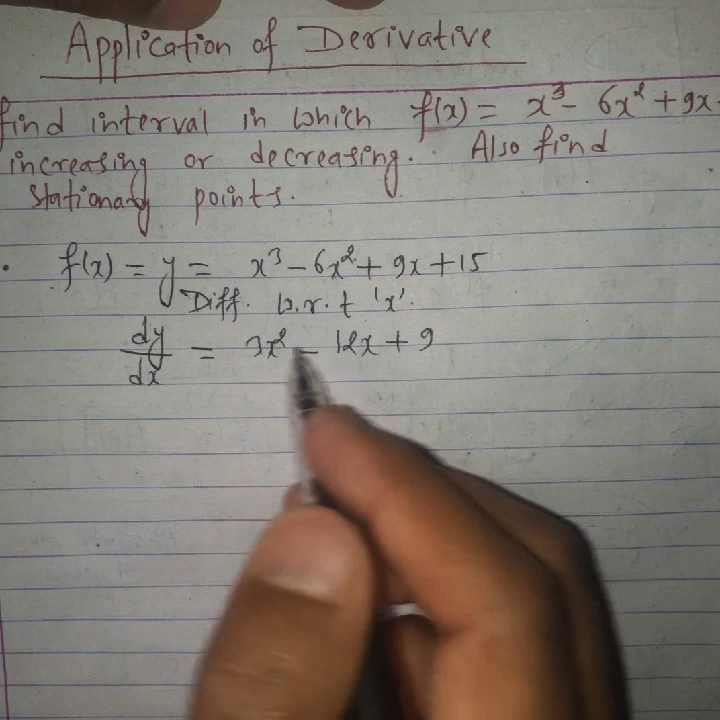 Application of Derivative
find interval in which f(x) = x³ - 6x² + 9x
increasing or decreasing. Also find
stationary points.
f(x) = y = x³ - 6x² + 9x + 15
Diff. w.r.t 'x'.
dy/dx = 3x² - 12x + 9